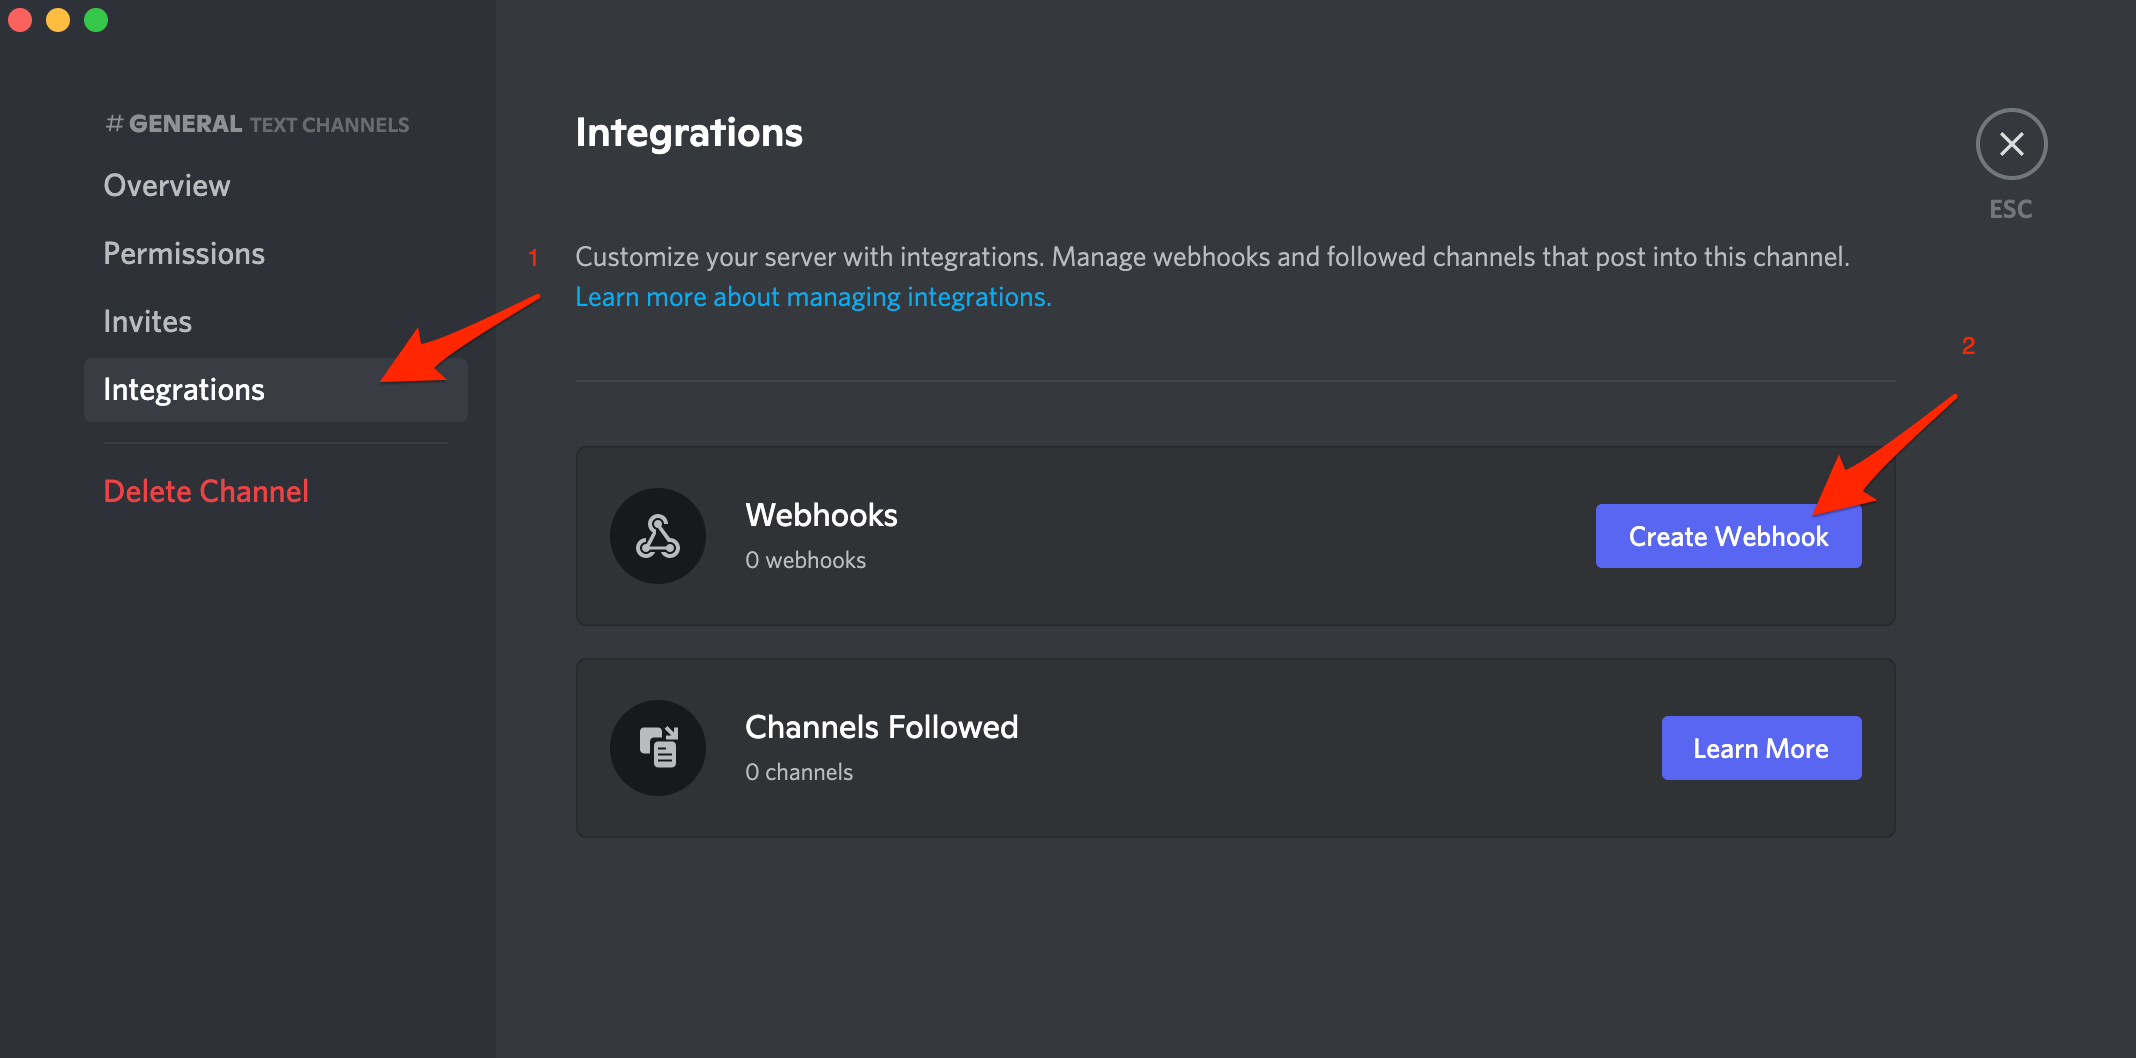 # GENERAL TEXT CHANNELS
Overview
Permissions
Invites
Integrations
Delete Channel
Integrations
ESC
1
Customize your server with integrations. Manage webhooks and followed channels that post into this channel.
Learn more about managing integrations.
2
Webhooks
0 webhooks
Create Webhook
Channels Followed
0 channels
Learn More